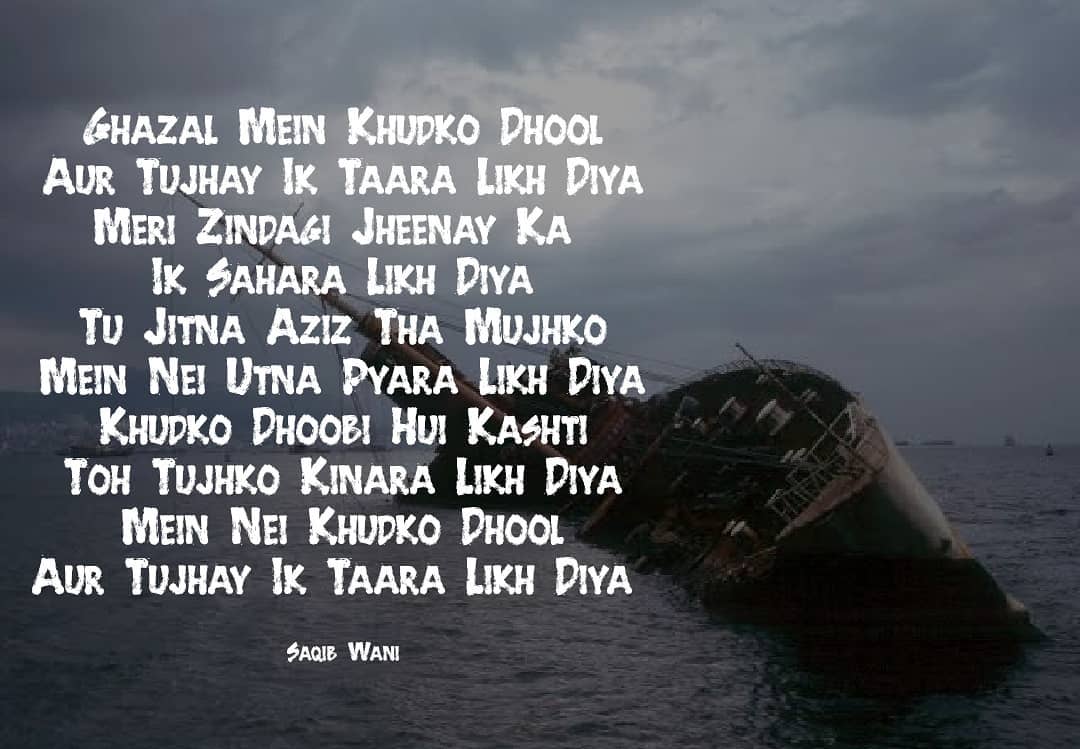 Ghazal Mein Khudko Dhool
Aur Tujhay Ik Taara Likh Diya
Meri Zindagi Jheenay Ka
Ik Sahara Likh Diya
Tu Jitna Aziz Tha Mujhko
Mein Nei Utna Pyara Likh Diya
Khudko Dhoobi Hui Kashti
Toh Tujhko Kinara Likh Diya
Mein Nei Khudko Dhool
Aur Tujhay Ik Taara Likh Diya
Saqib Wani